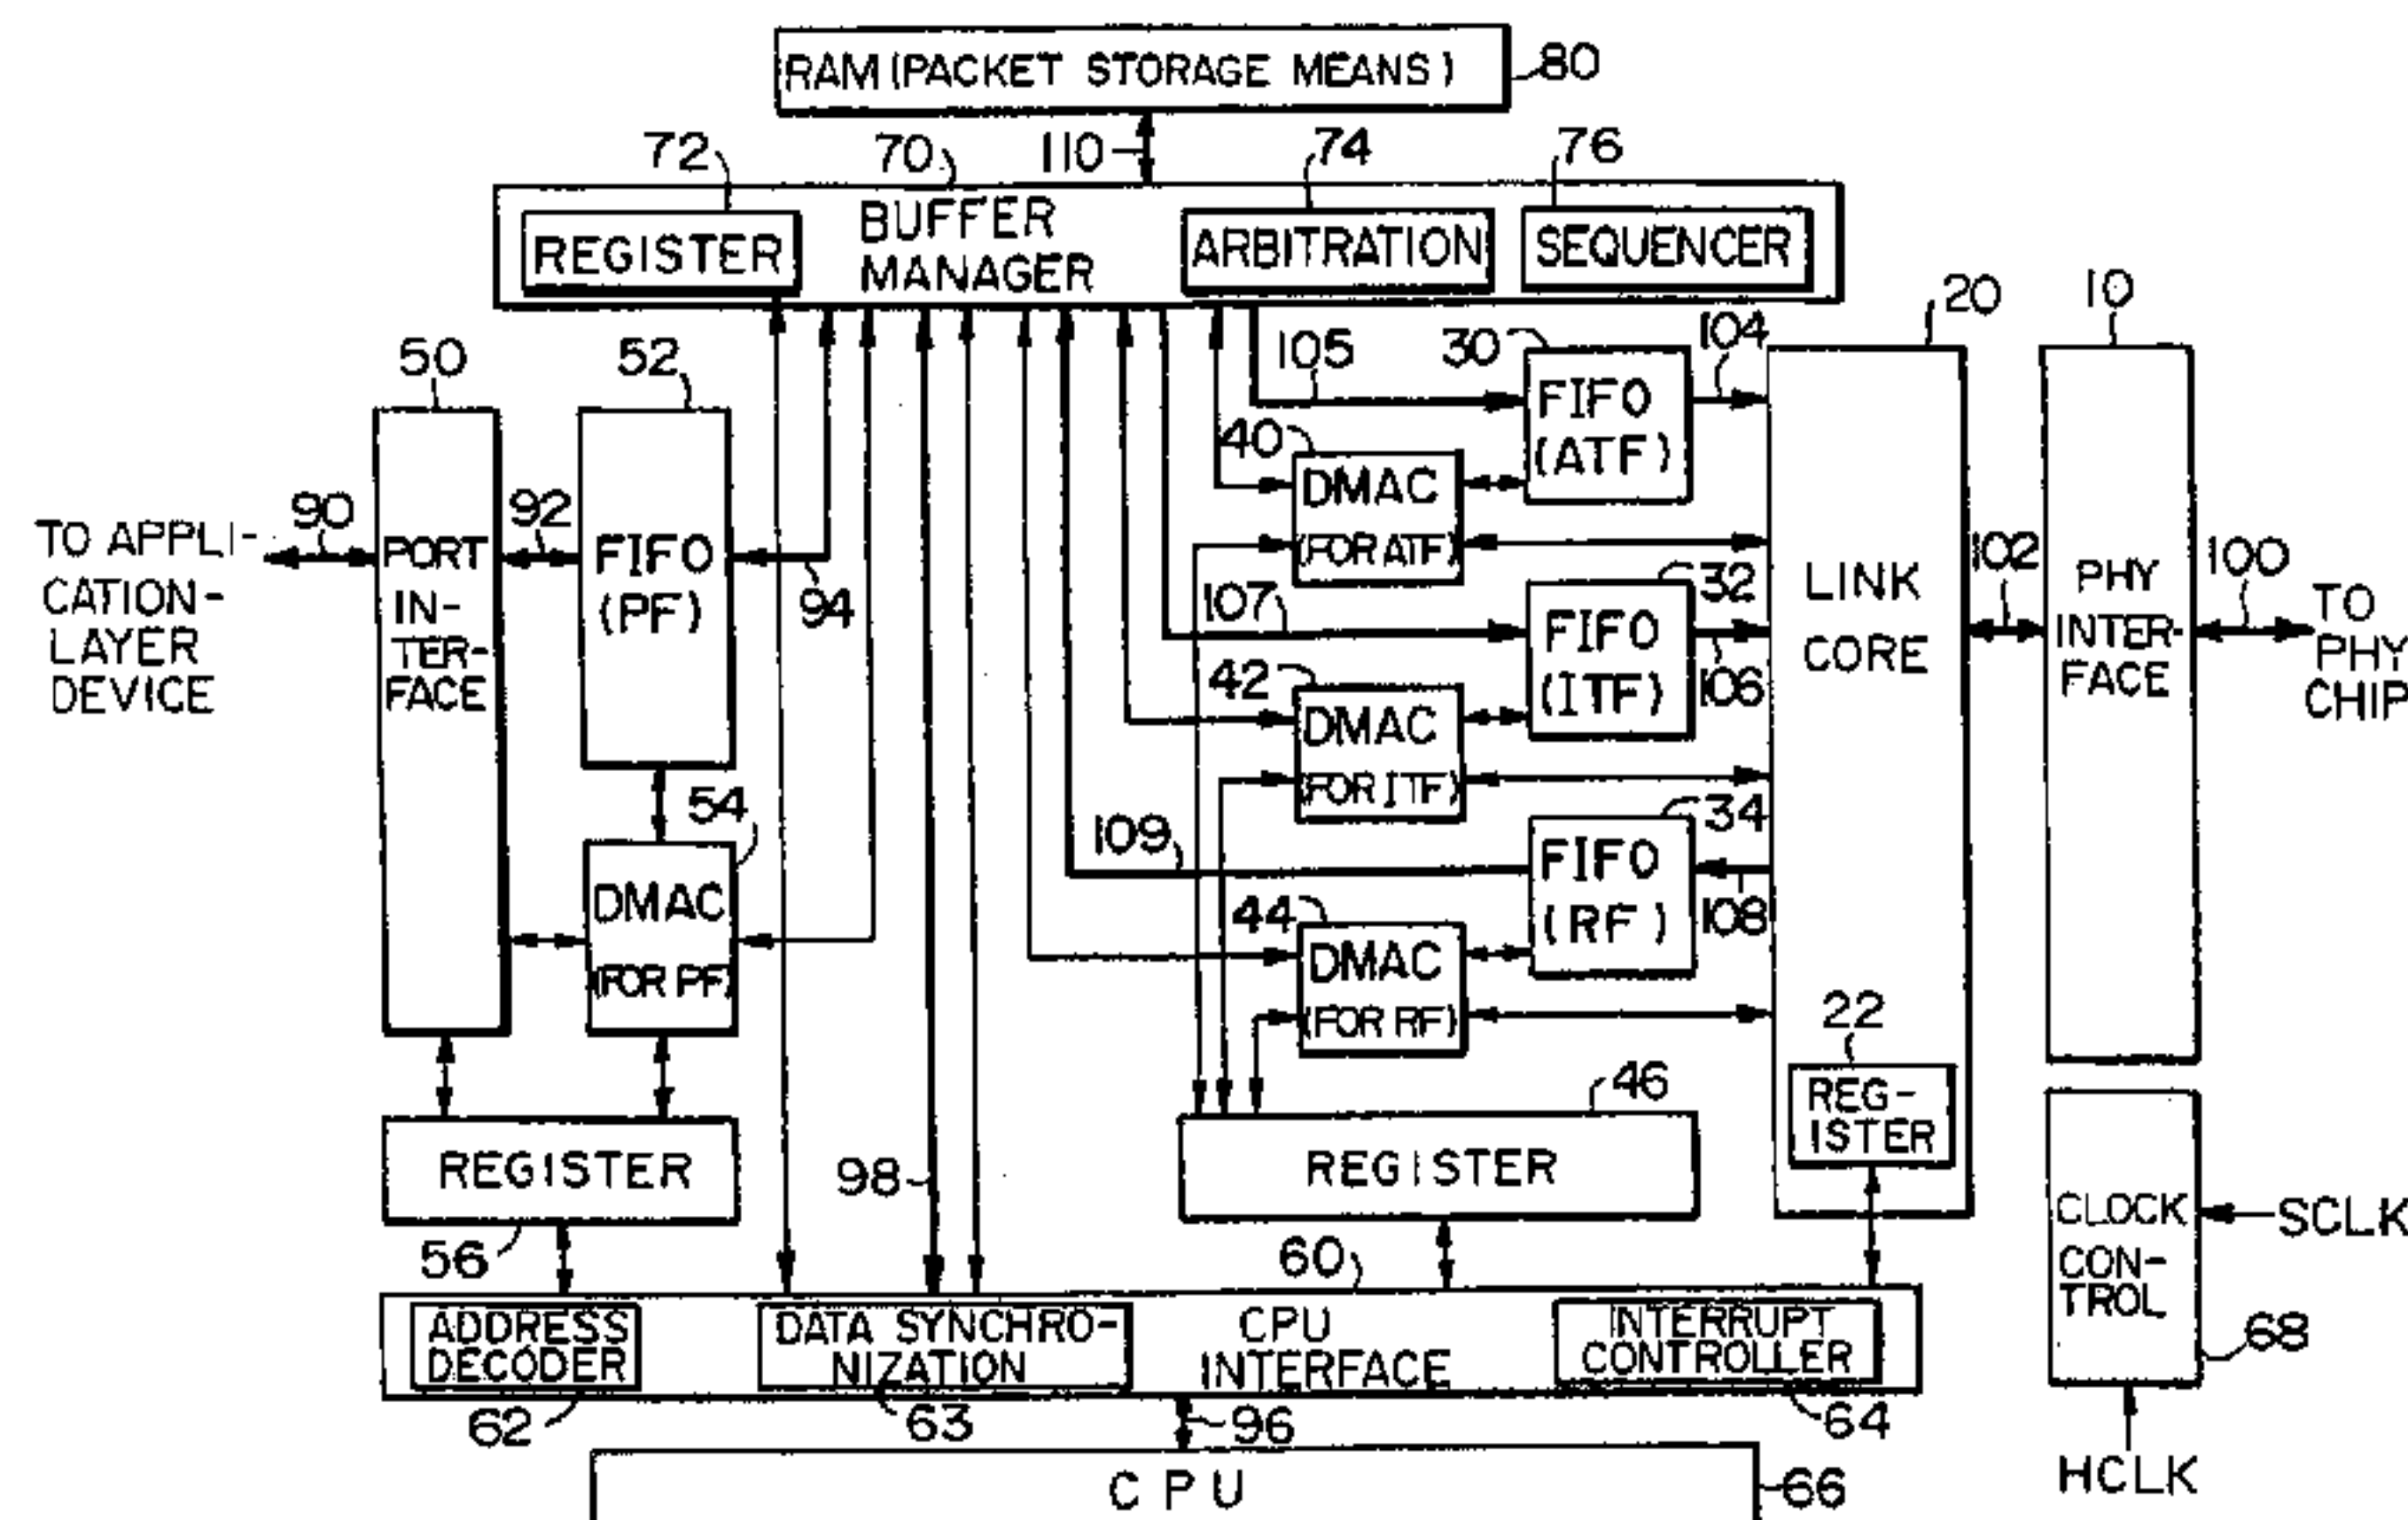 RAM (PACKET STORAGE MEANS)
80
72
70
110
74
76
REGISTER
BUFFER
MANAGER
ARBITRATION
SEQUENCER
50
52
105
30
104
20
10
FIFO
(ATF)
40
DMAC
(FOR ATF)
TO APPLI-
CATION-
LAYER
DEVICE
90
PORT
IN-
TER-
FACE
92
FIFO
(PF)
94
107
32
FIFO
(ITF)
106
LINK
CORE
102
PHY
INTER-
FACE
100
TO
PHY
CHIP
42
DMAC
(FOR ITF)
54
DMAC
(FOR PF)
109
34
FIFO
(RF)
108
44
DMAC
(FOR RF)
22
REG-
ISTER
46
REGISTER
56
98
REGISTER
CLOCK
CON-
TROL
SCLK
68
HCLK
60
ADDRESS
DECODER
DATA SYNCHRO-
NIZATION
CPU
INTERFACE
INTERRUPT
CONTROLLER
62
63
96
64
CPU
66